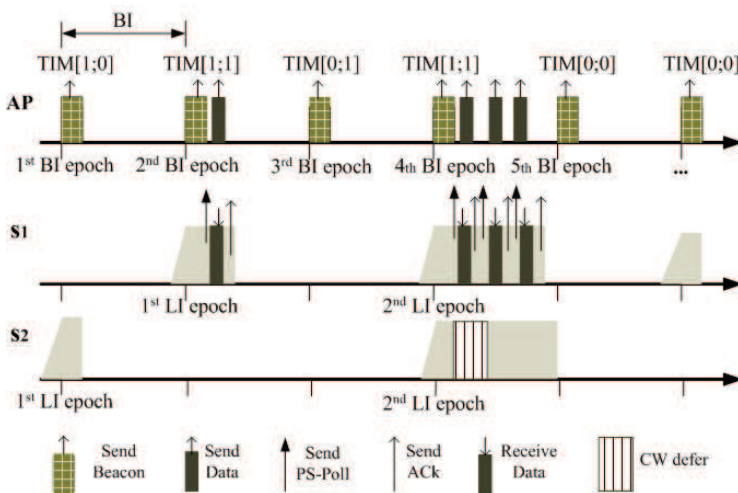 BI
TIM[1;0] TIM[1;1] TIM[0;1] TIM[1;1] TIM[0;0] TIM[0;0]
AP
1st BI epoch 2nd BI epoch 3rd BI epoch 4th BI epoch 5th BI epoch ...
S1
1st LI epoch 2nd LI epoch
S2
1st LI epoch 2nd LI epoch
Send Beacon
Send Data
Send PS-Poll
Send ACk
Receive Data
CW defer